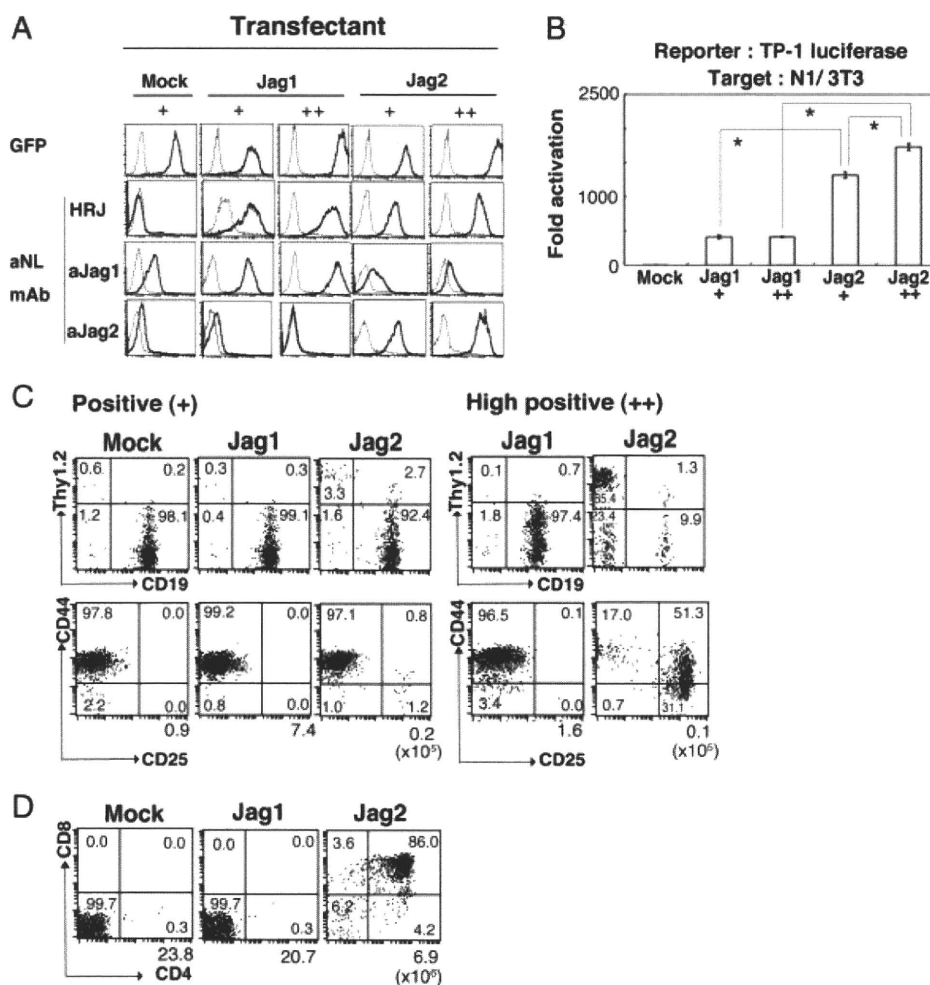 A
Transfectant
Mock Jag1 Jag2
+ + ++ + ++
GFP
HRJ
aNL mAb
aJag1
aJag2
B
Reporter : TP-1 luciferase
Target : N1/ 3T3
Fold activation
2500
1000
0
* * *
Mock Jag1 + Jag1 ++ Jag2 + Jag2 ++
C
Positive (+)
Mock Jag1 Jag2
Thy1.2
0.6 0.2 0.3 0.3 2.7
3.3
1.2 98.1 0.4 99.1 1.6 92.4
CD19
CD44
97.8 0.0 99.2 0.0 97.1 0.8
2.2 0.0 0.8 0.0 1.0 1.2
0.9 7.4 0.2
CD25
(x10⁵)
High positive (++)
Jag1 Jag2
Thy1.2
0.1 0.7 1.3
1.8 97.4 23.4 9.9
CD19
CD44
96.5 0.1 17.0 51.3
3.4 0.0 0.7 31.1
1.6 0.1
CD25
(x10⁵)
D
Mock Jag1 Jag2
CD8
0.0 0.0 0.0 0.0 3.6 86.0
99.7 0.3 99.7 0.3 6.2 4.2
23.8 20.7 6.9
CD4
(x10⁶)